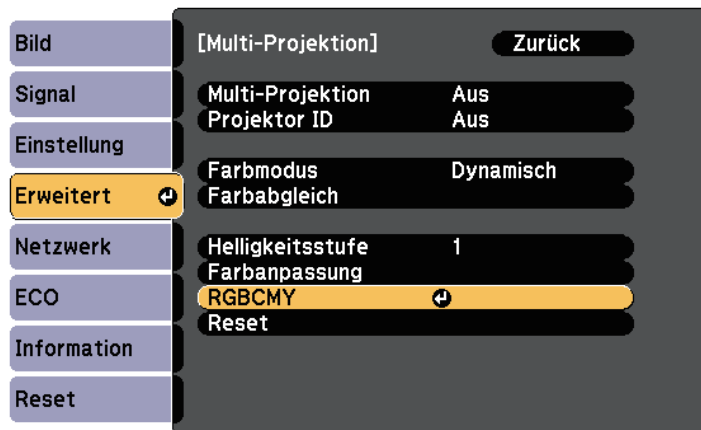 Bild
Signal
Einstellung
Erweitert
Netzwerk
ECO
Information
Reset
[Multi-Projektion] Zurück
Multi-Projektion Aus
Projektor ID Aus
Farbmodus Dynamisch
Farbabgleich
Helligkeitsstufe 1
Farbanpassung
RGBCMY
Reset